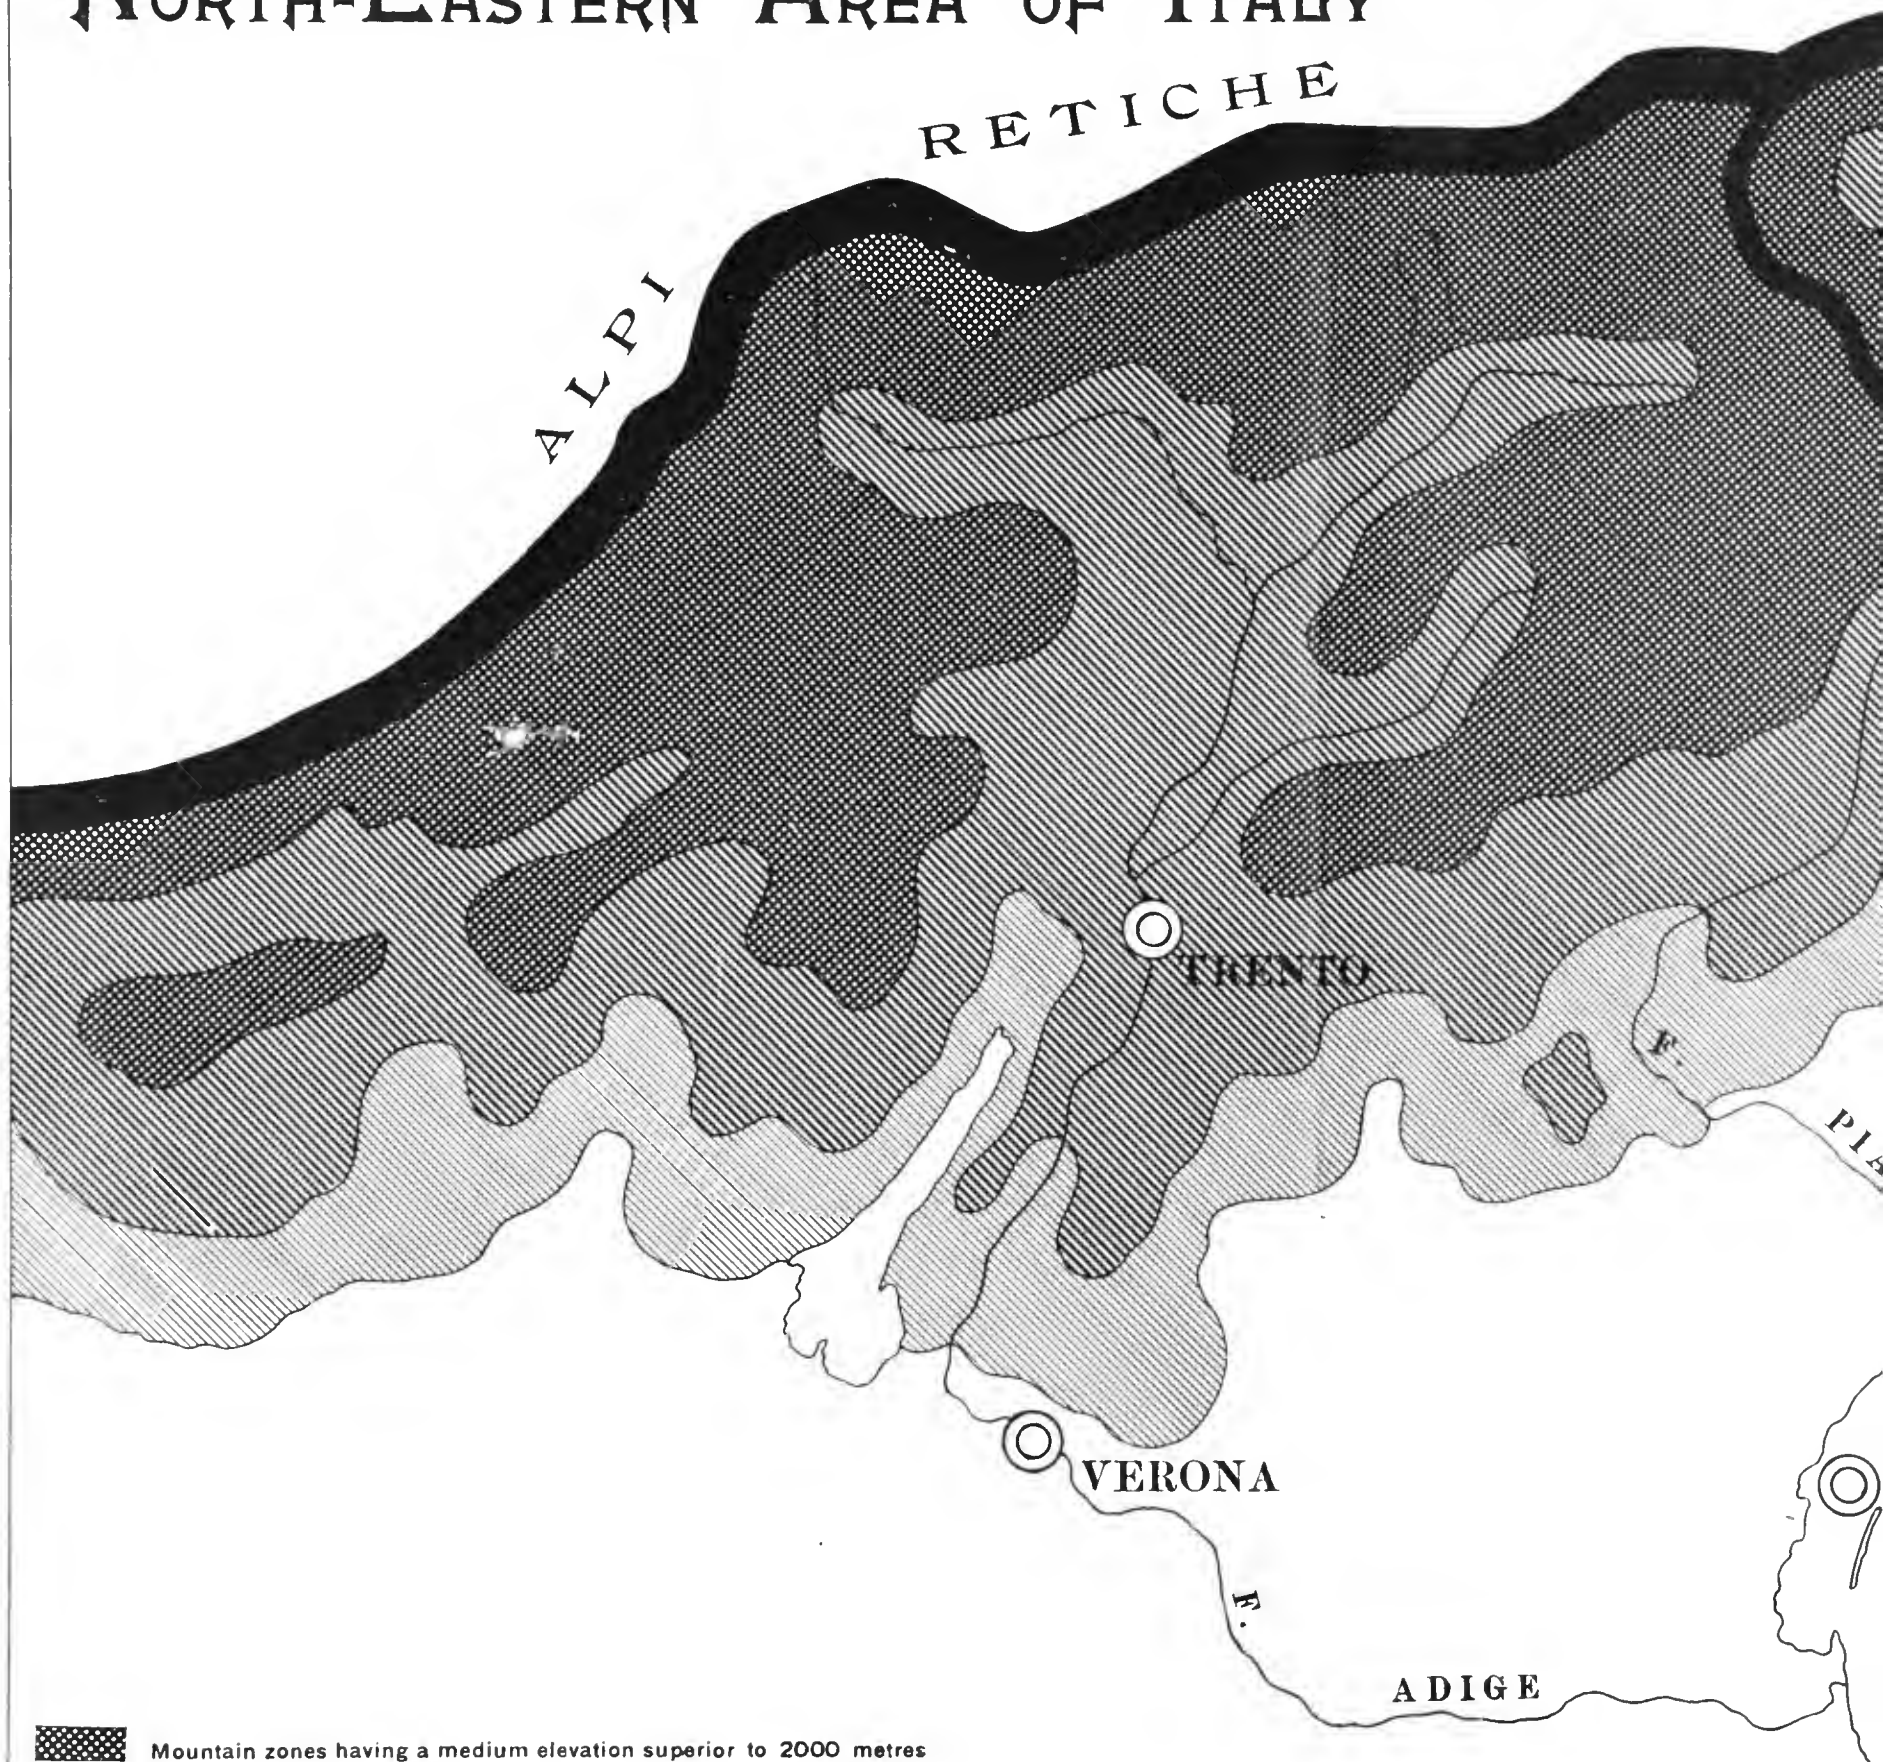 NORTH-EASTERN AREA OF ITALY
ALPI RETICHE
TRENTO
F.
VERONA
F. ADIGE
Mountain zones having a medium elevation superior to 2000 metres